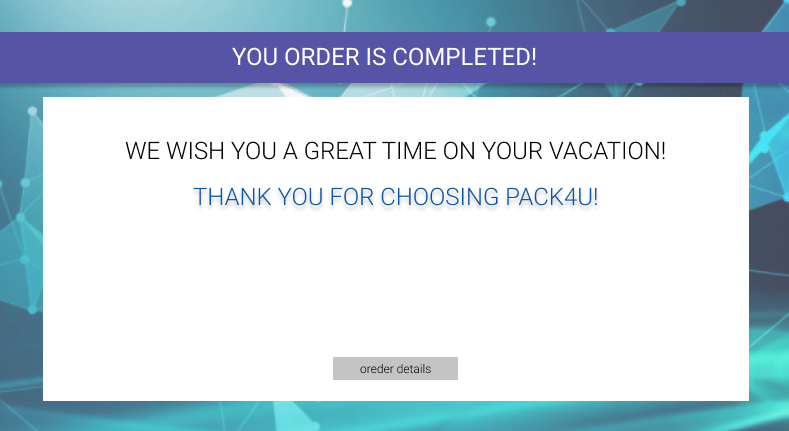 YOU ORDER IS COMPLETED!
WE WISH YOU A GREAT TIME ON YOUR VACATION!
THANK YOU FOR CHOOSING PACK4U!
oreder details